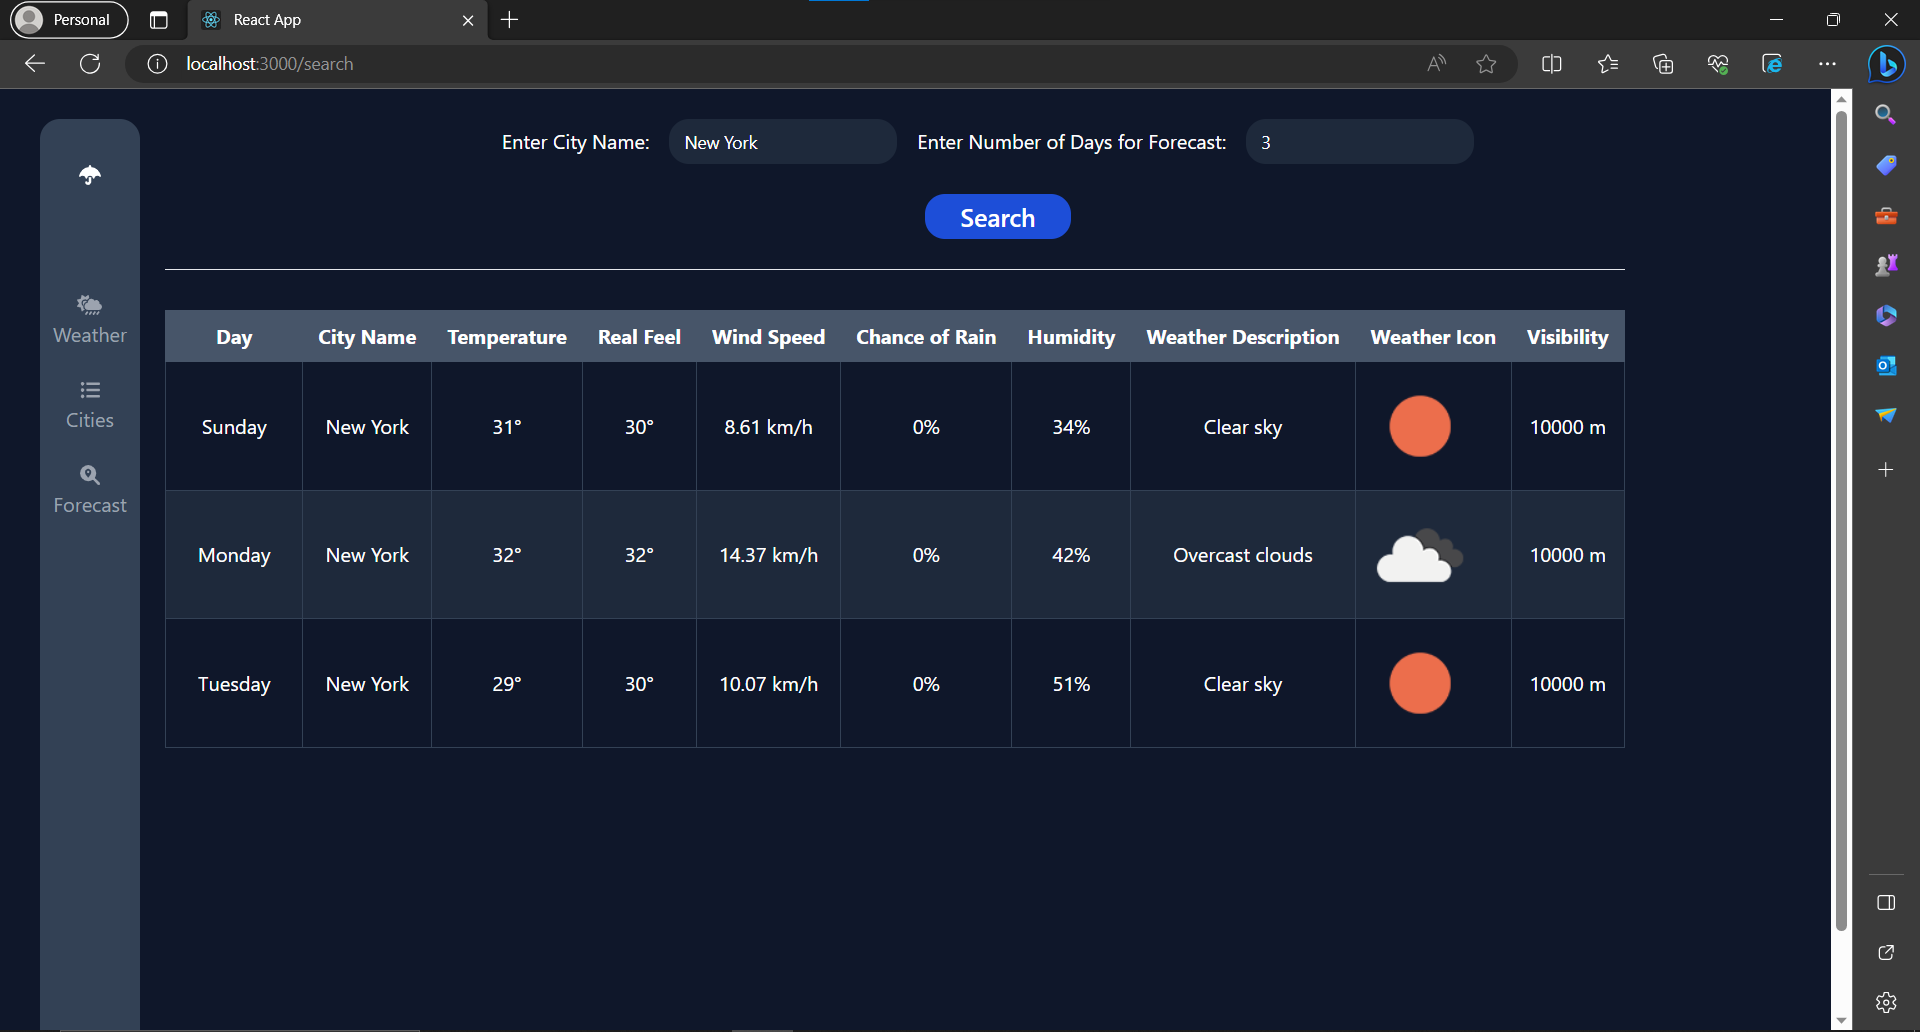 Personal
React App
localhost:3000/search
Enter City Name: New York Enter Number of Days for Forecast: 3
Search
Weather
Cities
Forecast
Day City Name Temperature Real Feel Wind Speed Chance of Rain Humidity Weather Description Weather Icon Visibility
Sunday New York 31° 30° 8.61 km/h 0% 34% Clear sky 10000 m
Monday New York 32° 32° 14.37 km/h 0% 42% Overcast clouds 10000 m
Tuesday New York 29° 30° 10.07 km/h 0% 51% Clear sky 10000 m